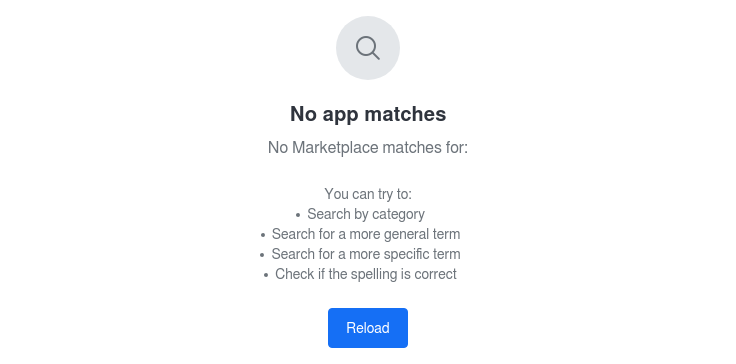 No app matches
No Marketplace matches for:
You can try to:
• Search by category
• Search for a more general term
• Search for a more specific term
• Check if the spelling is correct
Reload